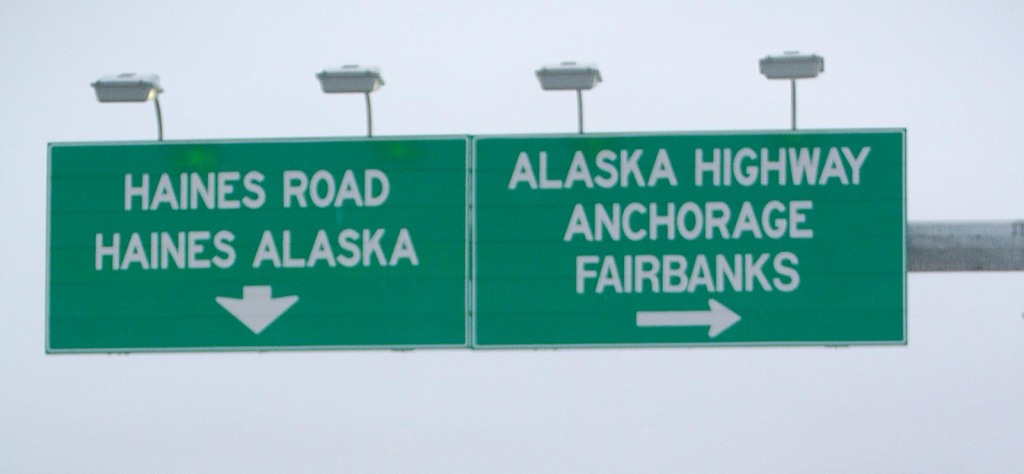 HAINES ROAD
HAINES ALASKA
ALASKA HIGHWAY
ANCHORAGE
FAIRBANKS